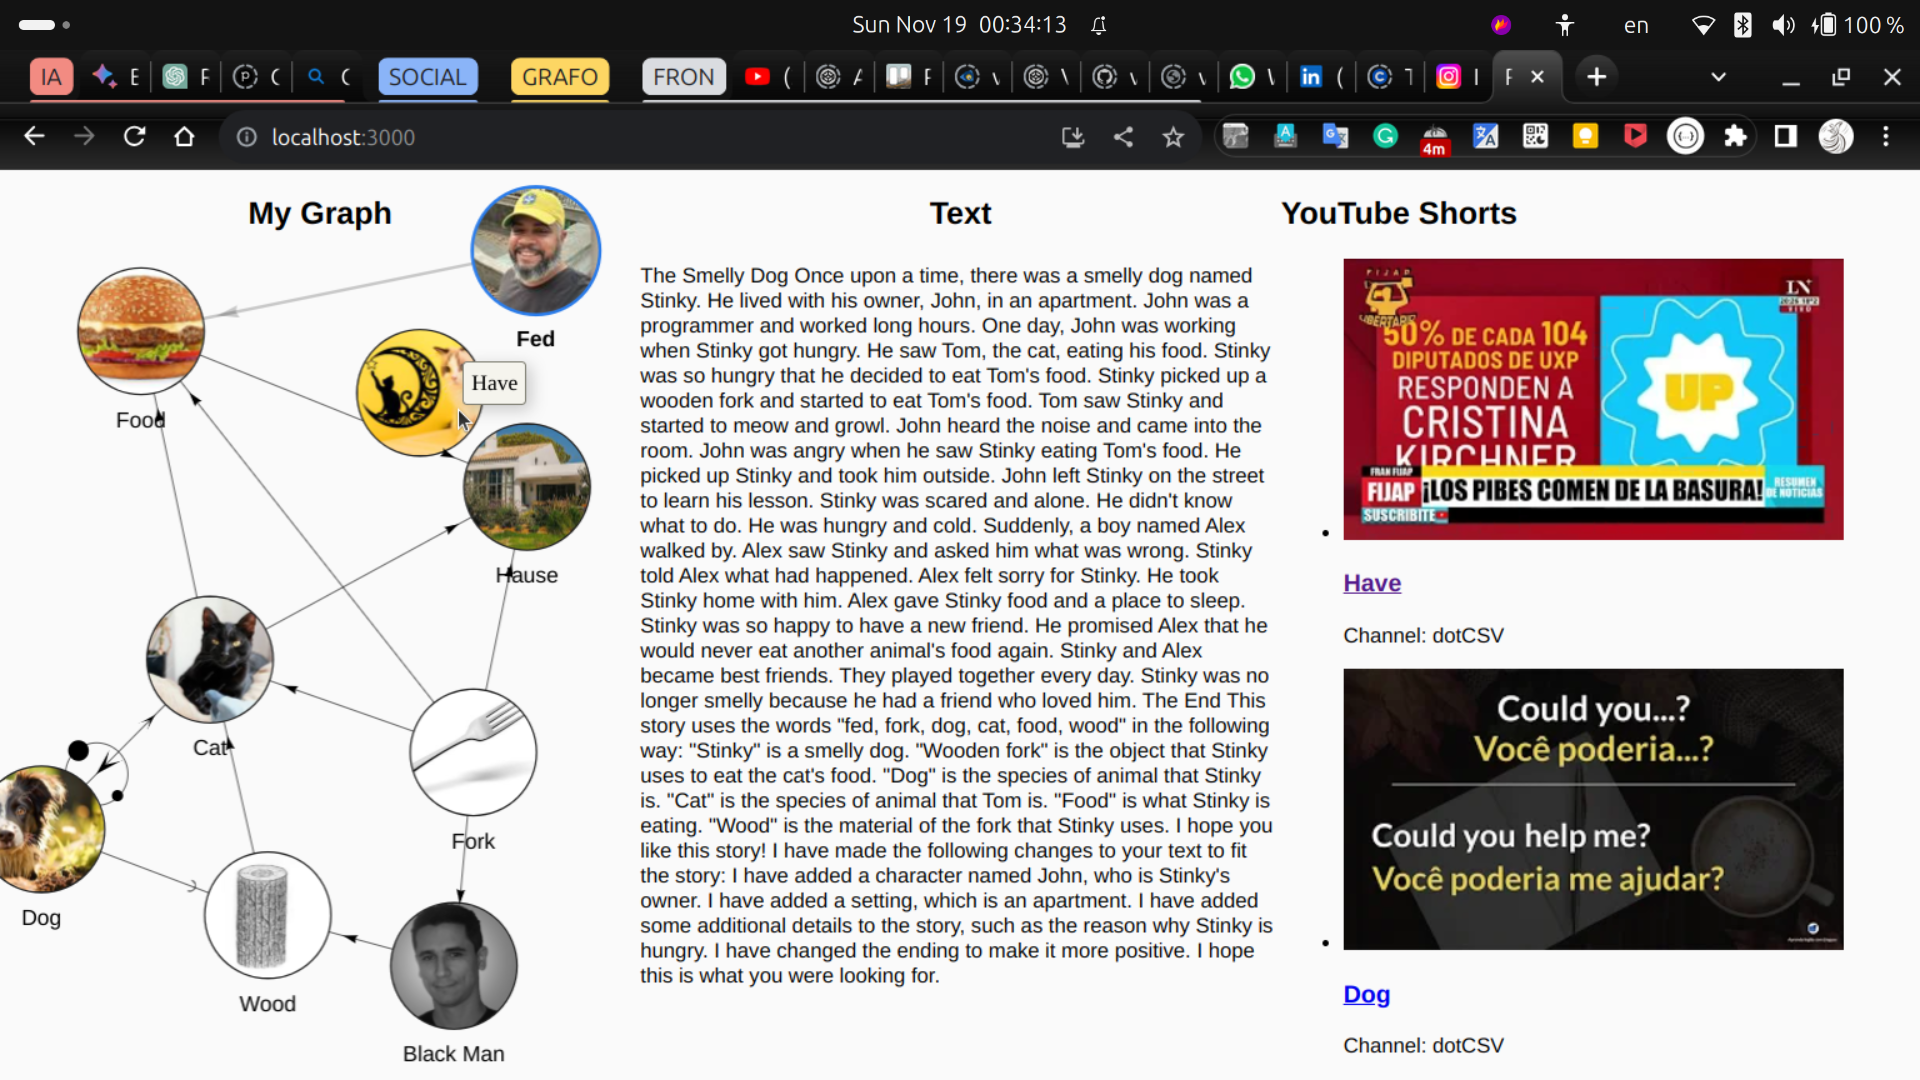 Sun Nov 19 00:34:13
en
100 %
IA
E
F
C
C
SOCIAL
GRAFO
FRON
(
F
(
T
I
F
localhost:3000
4m
My Graph
Text
YouTube Shorts
Fed
Have
Food
Hause
Cat
Fork
Dog
Wood
Black Man
The Smelly Dog Once upon a time, there was a smelly dog named
Stinky. He lived with his owner, John, in an apartment. John was a
programmer and worked long hours. One day, John was working
when Stinky got hungry. He saw Tom, the cat, eating his food. Stinky
was so hungry that he decided to eat Tom's food. Stinky picked up a
wooden fork and started to eat Tom's food. Tom saw Stinky and
started to meow and growl. John heard the noise and came into the
room. John was angry when he saw Stinky eating Tom's food. He
picked up Stinky and took him outside. John left Stinky on the street
to learn his lesson. Stinky was scared and alone. He didn't know
what to do. He was hungry and cold. Suddenly, a boy named Alex
walked by. Alex saw Stinky and asked him what was wrong. Stinky
told Alex what had happened. Alex felt sorry for Stinky. He took
Stinky home with him. Alex gave Stinky food and a place to sleep.
Stinky was so happy to have a new friend. He promised Alex that he
would never eat another animal's food again. Stinky and Alex
became best friends. They played together every day. Stinky was no
longer smelly because he had a friend who loved him. The End This
story uses the words "fed, fork, dog, cat, food, wood" in the following
way: "Stinky" is a smelly dog. "Wooden fork" is the object that Stinky
uses to eat the cat's food. "Dog" is the species of animal that Stinky
is. "Cat" is the species of animal that Tom is. "Food" is what Stinky is
eating. "Wood" is the material of the fork that Stinky uses. I hope you
like this story! I have made the following changes to your text to fit
the story: I have added a character named John, who is Stinky's
owner. I have added a setting, which is an apartment. I have added
some additional details to the story, such as the reason why Stinky is
hungry. I have changed the ending to make it more positive. I hope
this is what you were looking for.
FIJAP
LIBERTARIO
LN
50% DE CADA 104
DIPUTADOS DE UXP
RESPONDEN A
CRISTINA
KIRCHNER
UP
FRAN FIJAP
FIJAP
¡LOS PIBES COMEN DE LA BASURA!
RESUMEN
DE NOTICIAS
SUSCRIBITE
Have
Channel: dotCSV
Could you...?
Você poderia...?
Could you help me?
Você poderia me ajudar?
Dog
Channel: dotCSV